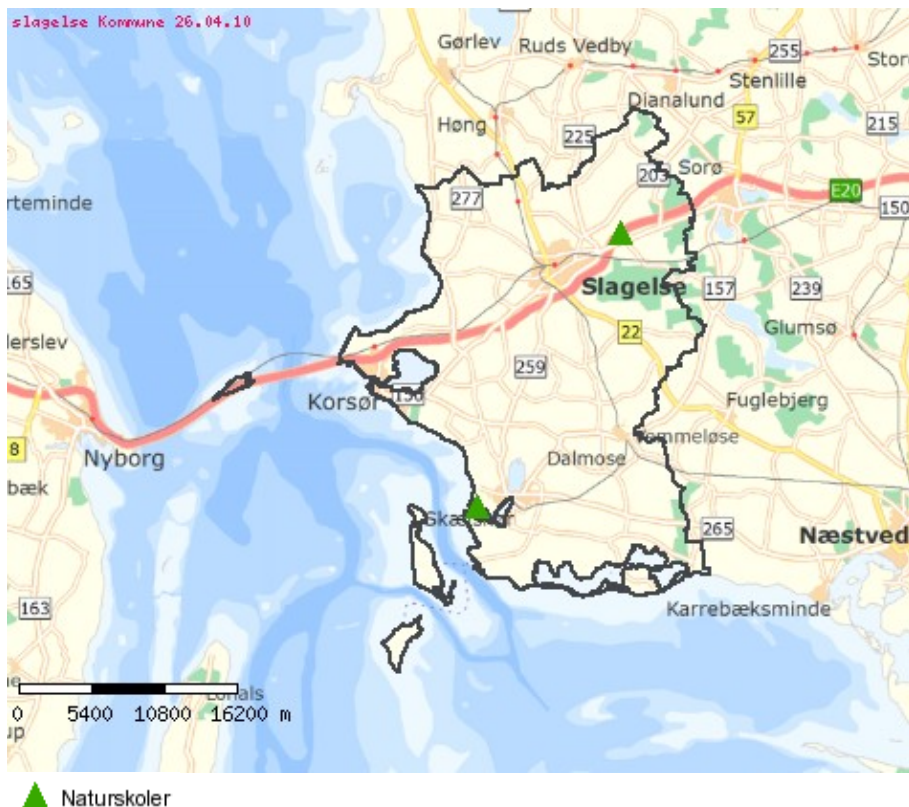 slagelse Kommune 26.04.10
Gørlev
Ruds Vedby
255
Stenlille
Dianalund
57
Høng
225
215
Sorø
203
E20
277
150
rteminde
165
Slagelse
157
239
22
Glumsø
erslev
259
Korsør
150
Fuglebjerg
Nyborg
8
Dalmose
bæk
265
Næstved
163
Karrebæksminde
0 5400 10800 16200 m
up
Naturskoler